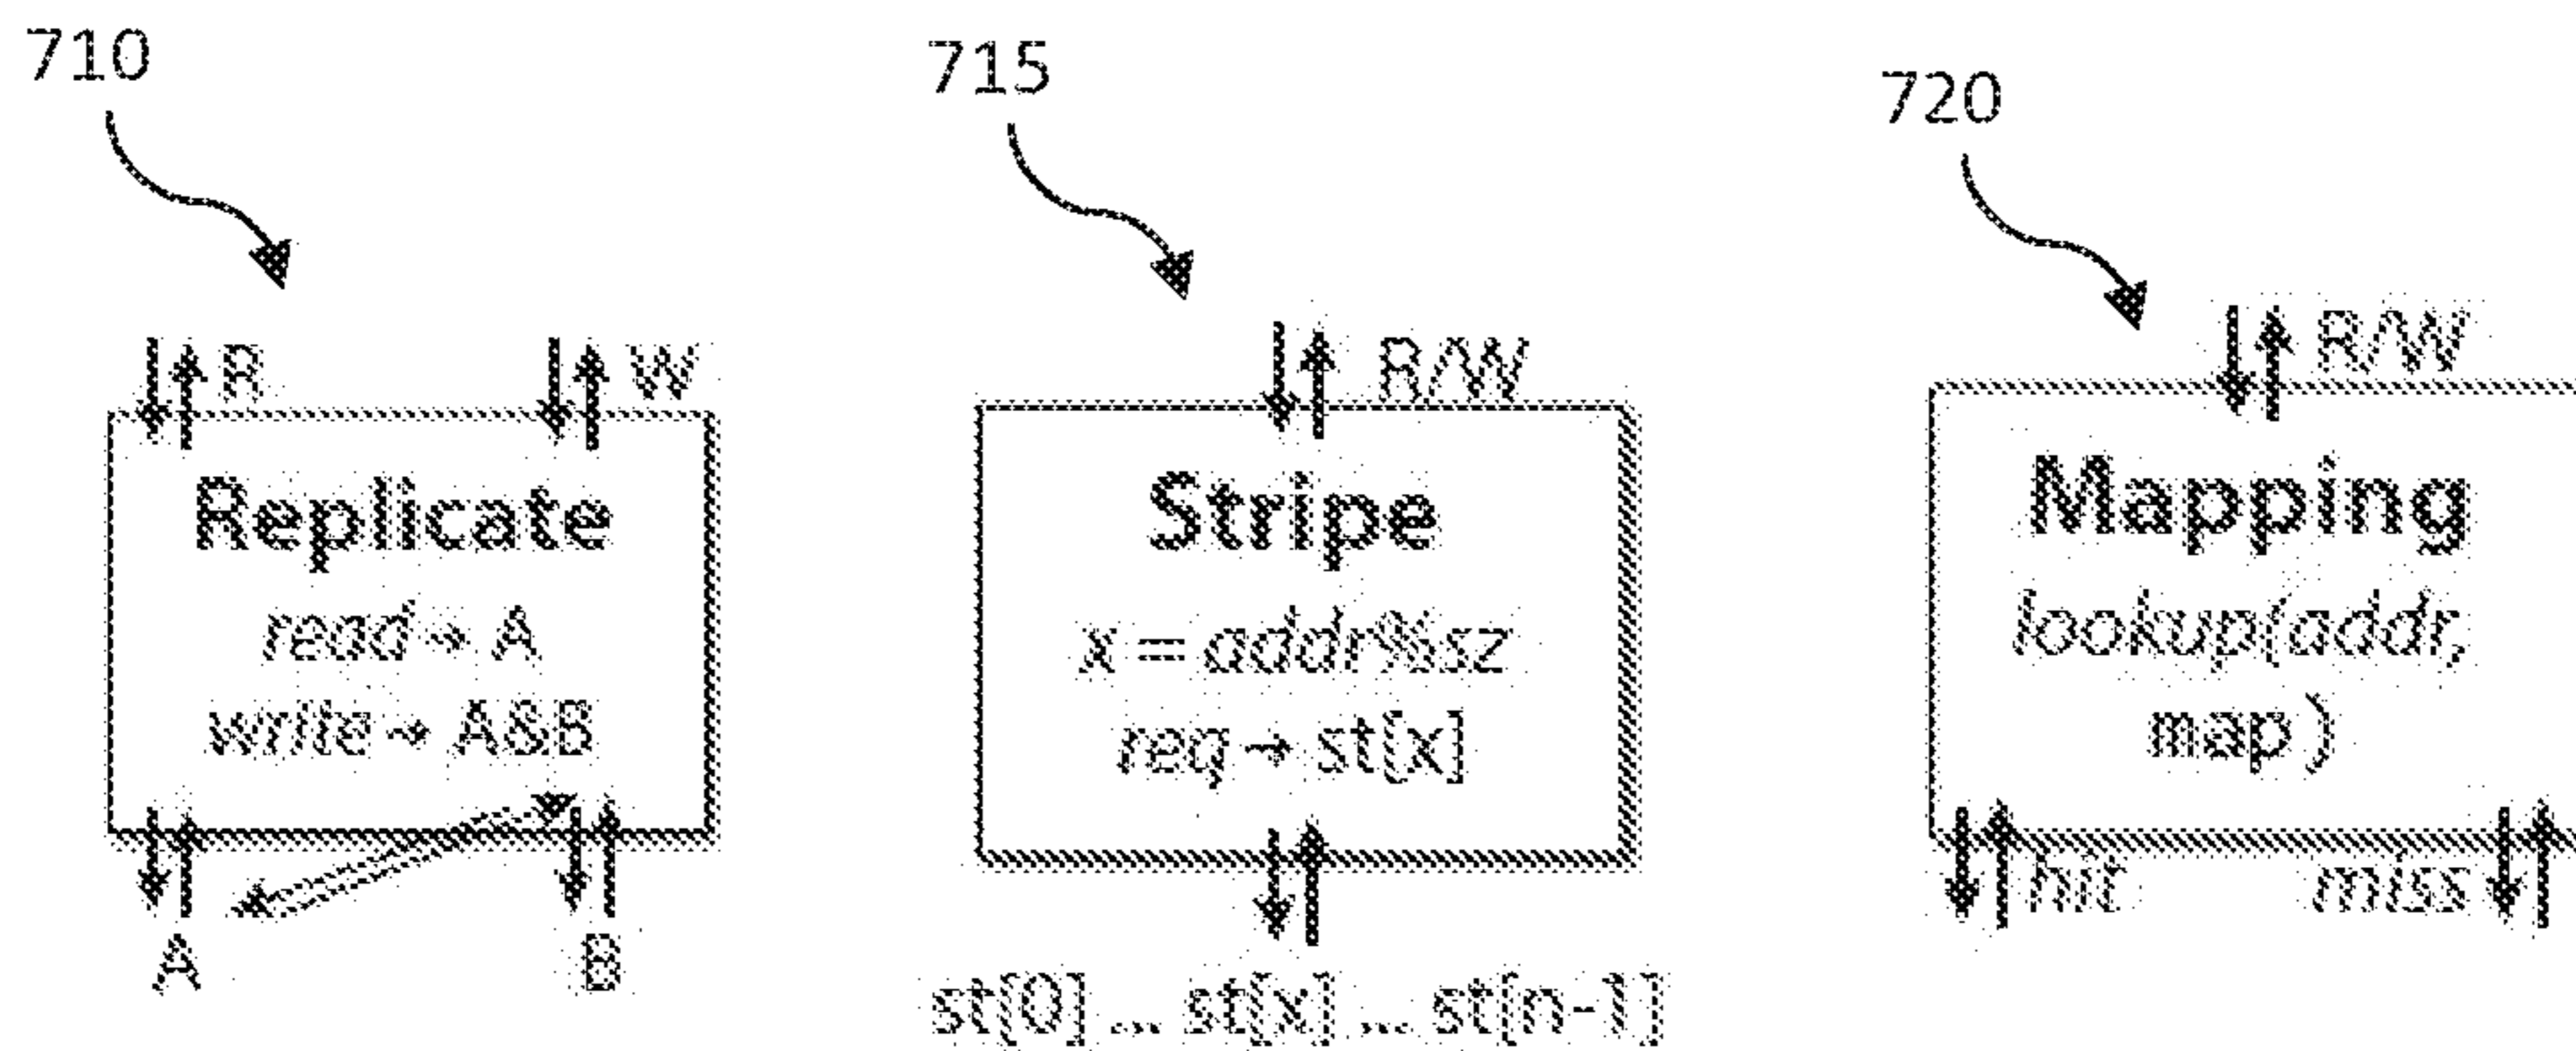 710
R
W
Replicate
read → A
write → A&B
A
B
715
R/W
Stripe
x = addr%sz
req → st[x]
st[0] ... st[x] ... st[n-1]
720
R/W
Mapping
lookup(addr,
map)
hit
miss